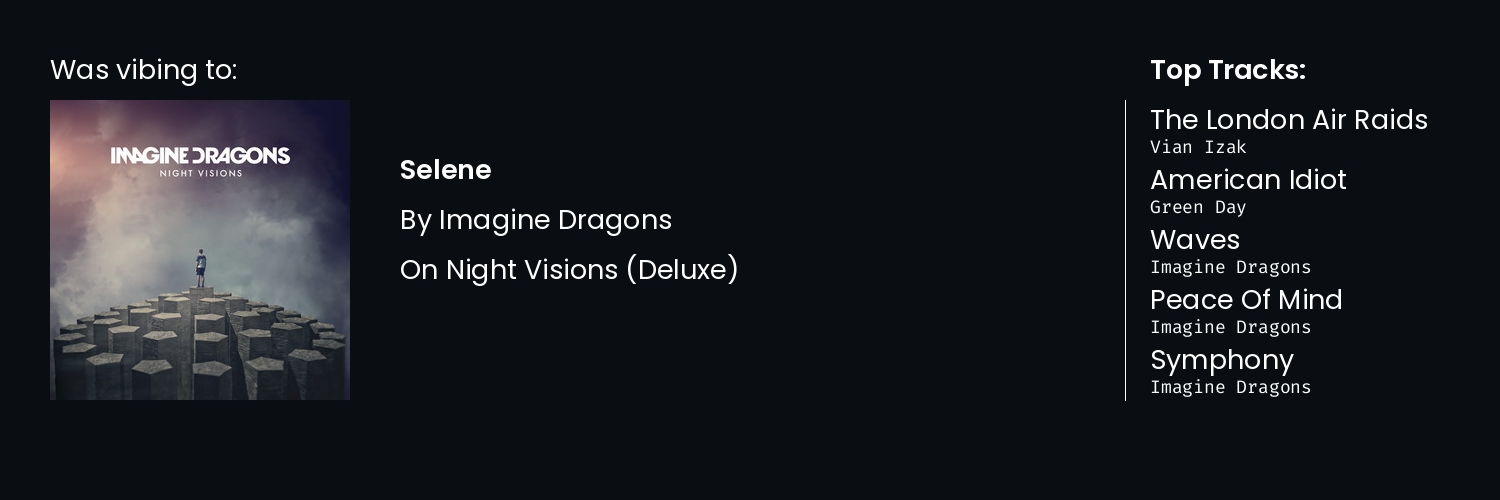 Was vibing to:
IMAGINE DRAGONS
NIGHT VISIONS
Selene
By Imagine Dragons
On Night Visions (Deluxe)
Top Tracks:
The London Air Raids
Vian Izak
American Idiot
Green Day
Waves
Imagine Dragons
Peace Of Mind
Imagine Dragons
Symphony
Imagine Dragons